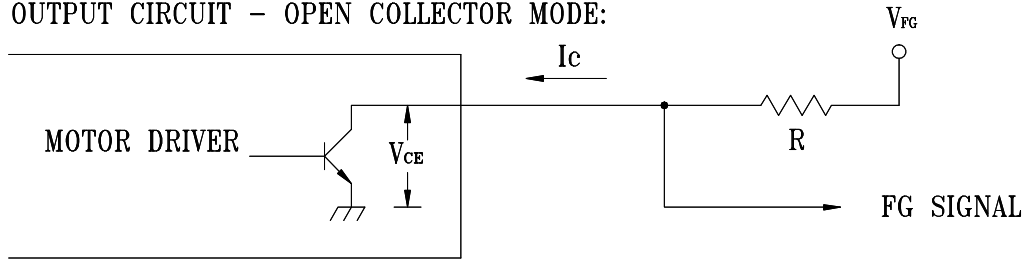 OUTPUT CIRCUIT - OPEN COLLECTOR MODE:
VFG
Ic
MOTOR DRIVER
VCE
R
FG SIGNAL